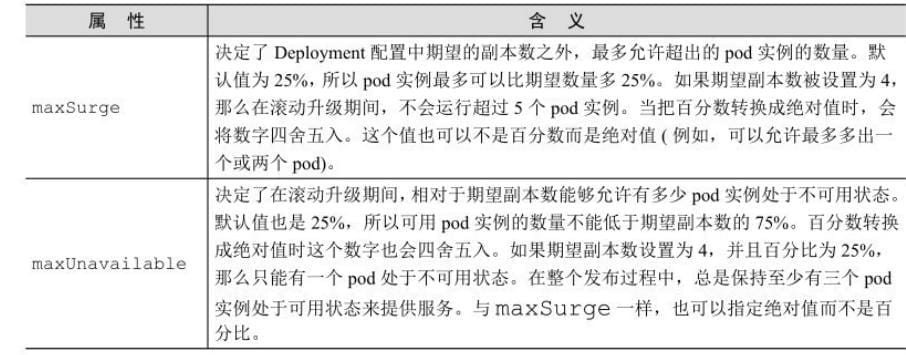 属 性 含 义
决定了 Deployment 配置中期望的副本数之外，最多允许超出的 pod 实例的数量。默
认值为 25%，所以 pod 实例最多可以比期望数量多 25%。如果期望副本数被设置为 4，
maxSurge 那么在滚动升级期间，不会运行超过 5 个 pod 实例。当把百分数转换成绝对值时，会
将数字四舍五入。这个值也可以不是百分数而是绝对值 ( 例如，可以允许最多多出一
个或两个 pod)。
决定了在滚动升级期间，相对于期望副本数能够允许有多少 pod 实例处于不可用状态。
默认值也是 25%，所以可用 pod 实例的数量不能低于期望副本数的 75%。百分数转换
成绝对值时这个数字也会四舍五入。如果期望副本数设置为 4，并且百分比为 25%，
maxUnavailable 那么只能有一个 pod 处于不可用状态。在整个发布过程中，总是保持至少有三个 pod
实例处于可用状态来提供服务。与 maxSurge 一样，也可以指定绝对值而不是百
分比。